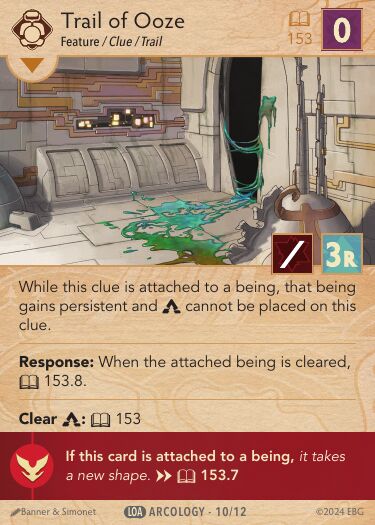 Trail of Ooze
Feature / Clue / Trail
153
0
3R
While this clue is attached to a being, that being
gains persistent and cannot be placed on this
clue.
Response: When the attached being is cleared,
153.8.
Clear : 153
If this card is attached to a being, it takes
a new shape. 153.7
Banner & Simonet
LOA ARCOLOGY - 10/12
©2024 EBG